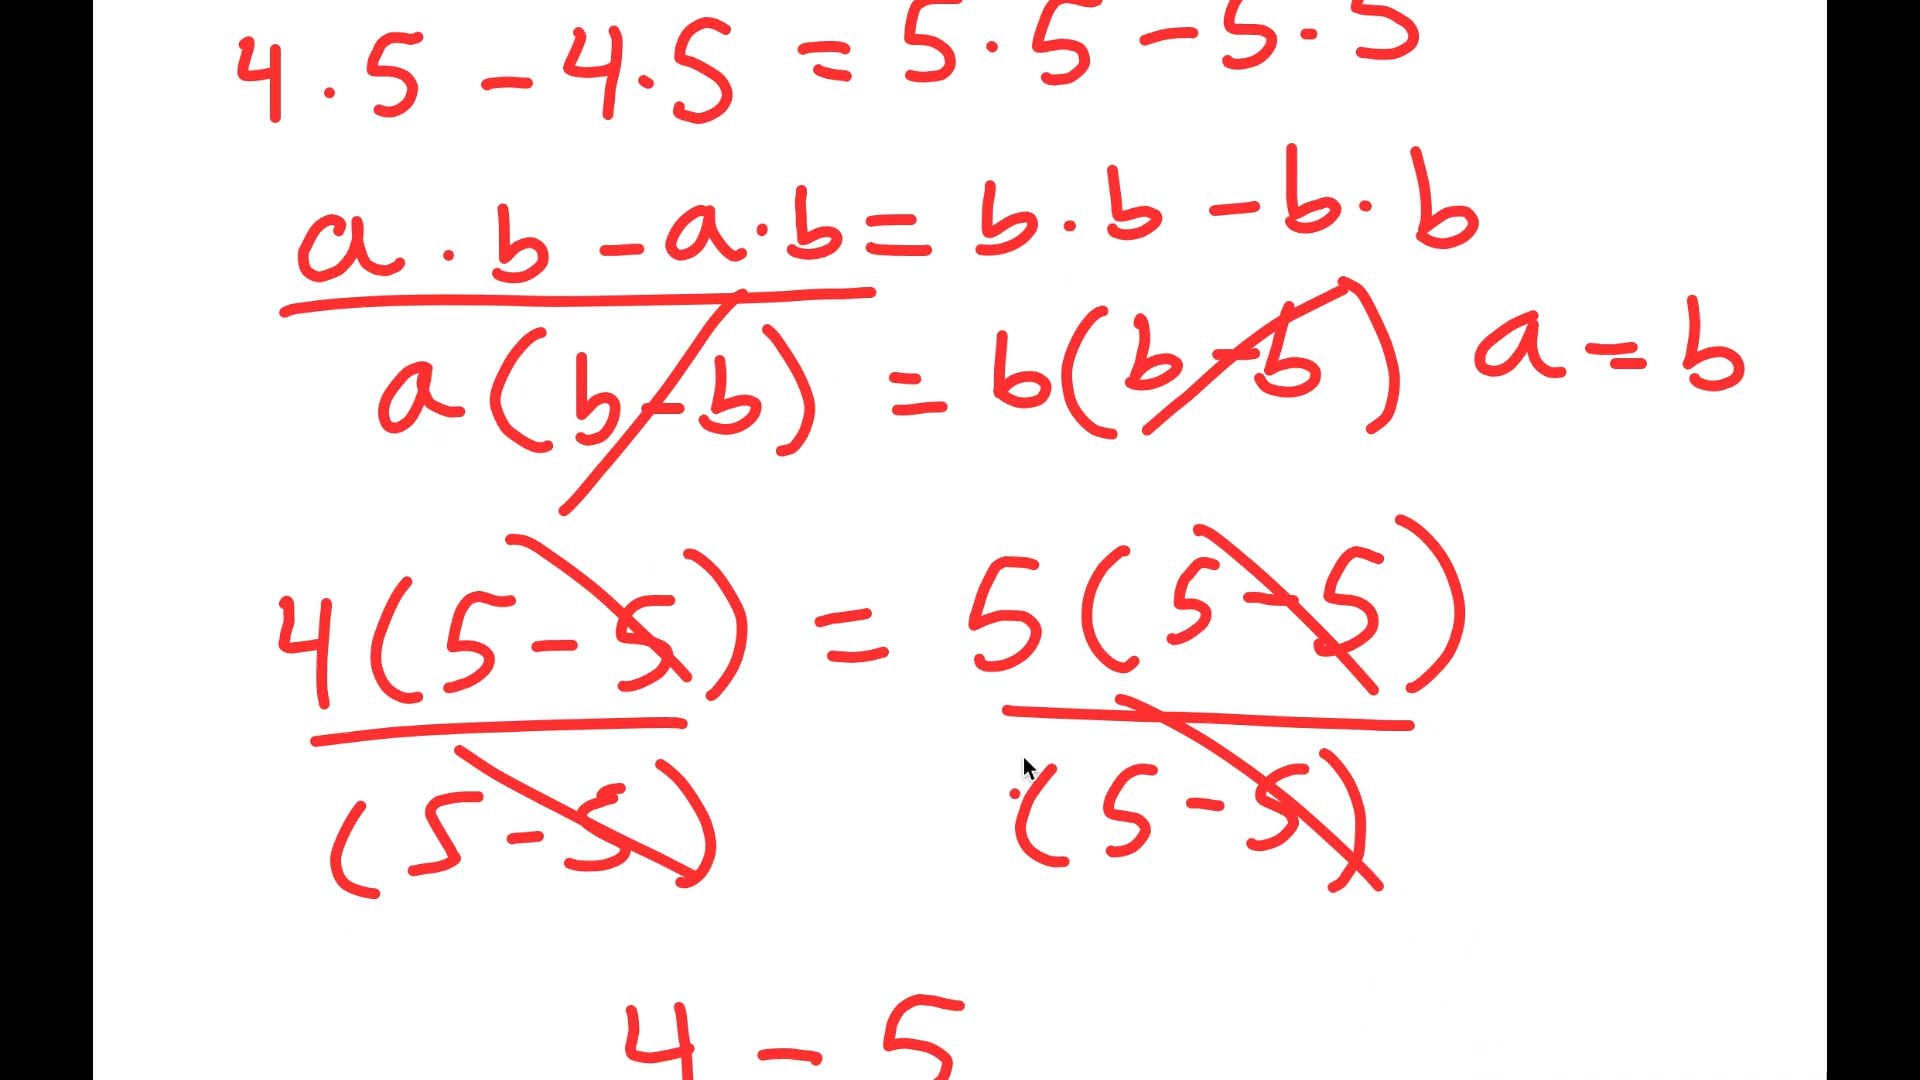 4 · 5 - 4 · 5 = 5 · 5 - 5 · 5
a · b - a · b = b · b - b · b
a(b - b) = b(b - b) a = b
4(5 - 5) = 5(5 - 5)
(5 - 5) (5 - 5)
4 - 5